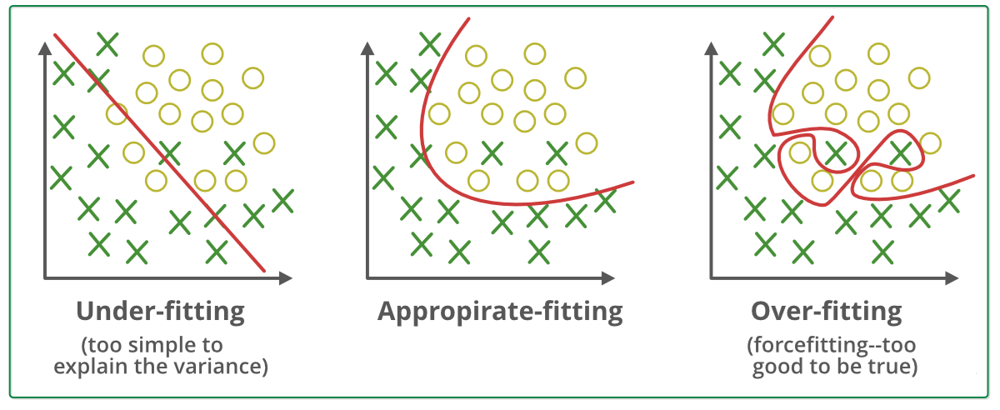 Under-fitting
(too simple to
explain the variance)
Appropirate-fitting
Over-fitting
(forcefitting--too
good to be true)